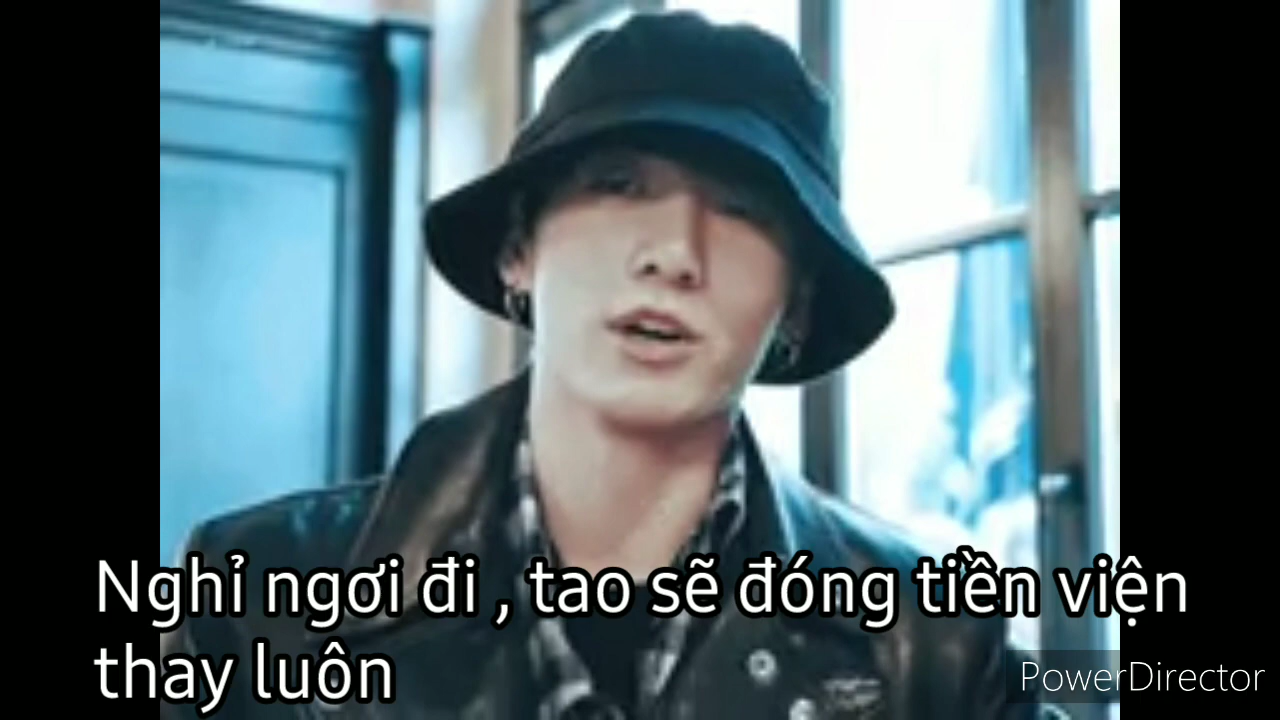 Nghỉ ngơi đi , tao sẽ đóng tiền viện
thay luôn
PowerDirector